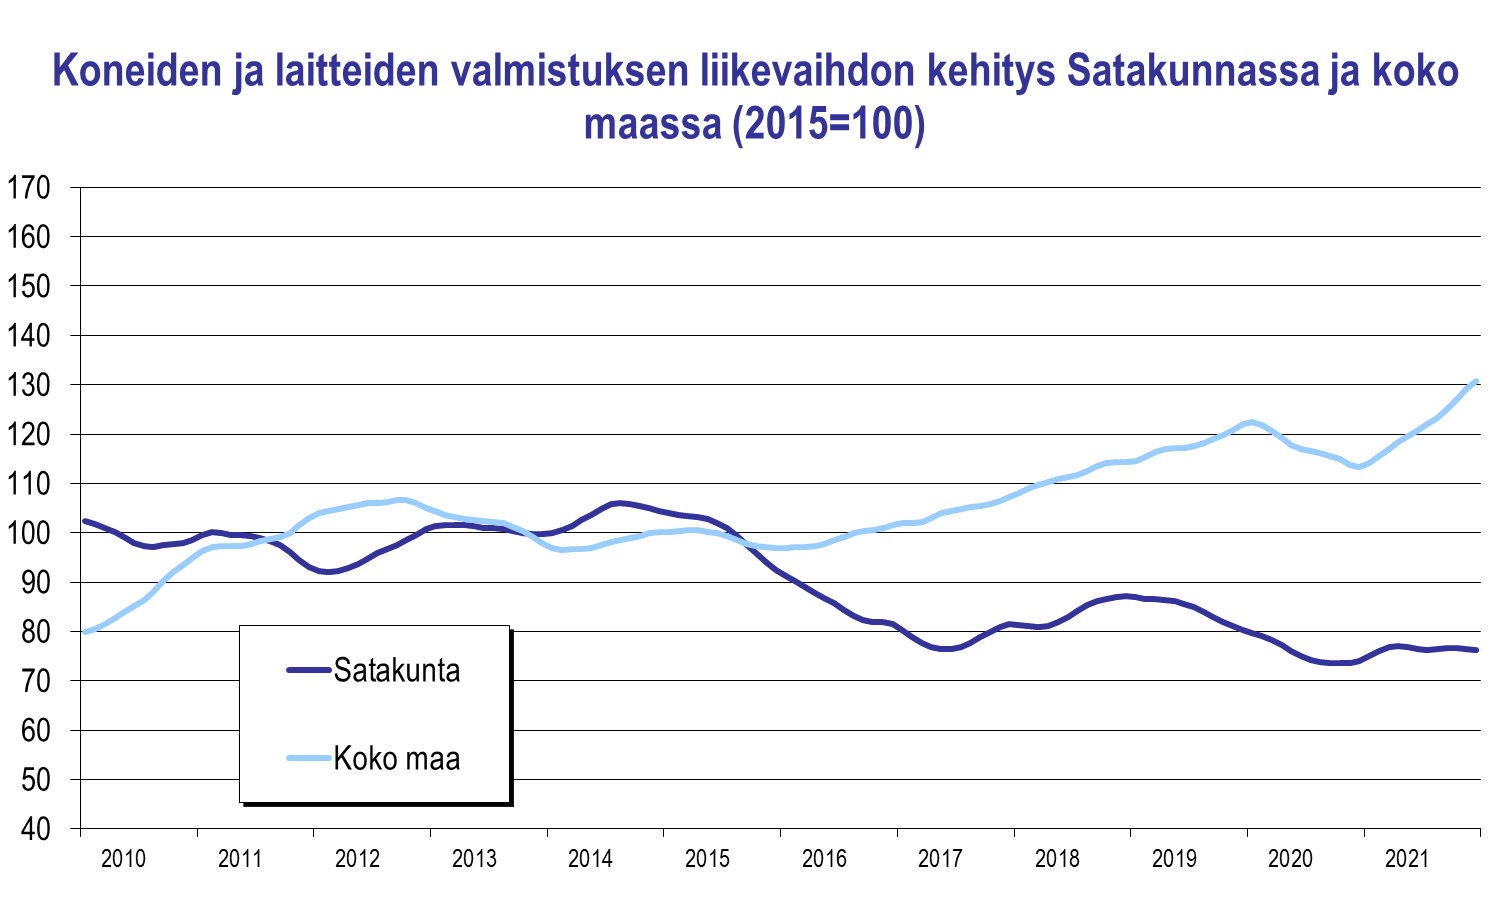 Koneiden ja laitteiden valmistuksen liikevaihdon kehitys Satakunnassa ja koko
maassa (2015=100)
170
160
150
140
130
120
110
100
90
80
70
60
50
40
Satakunta
Koko maa
2010 2011 2012 2013 2014 2015 2016 2017 2018 2019 2020 2021